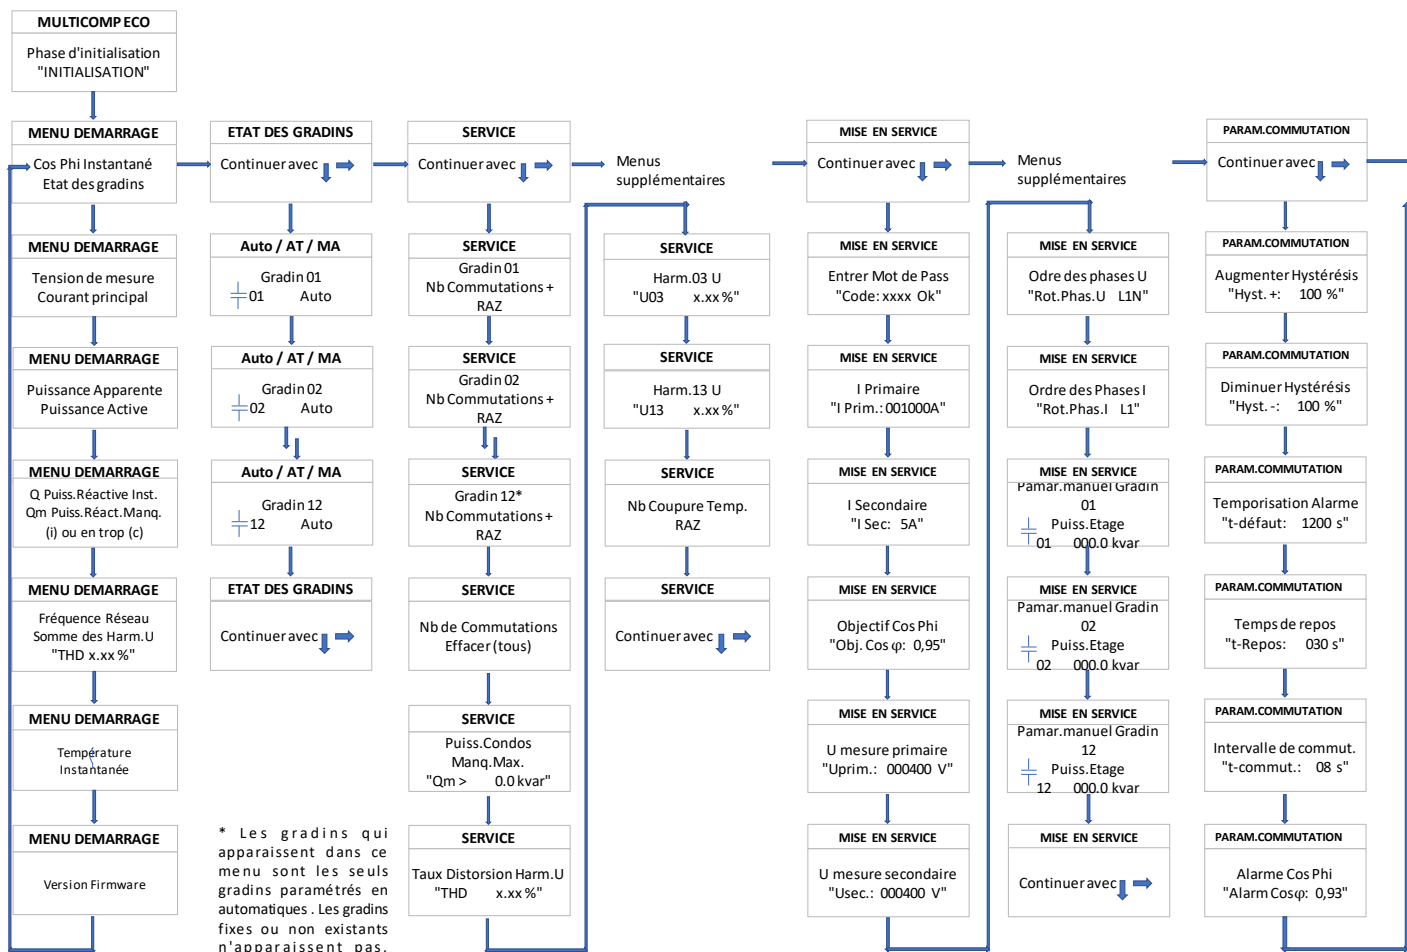 MULTICOMP ECO
Phase d'initialisation
"INITIALISATION"
MENU DEMARRAGE
Cos Phi Instantané
Etat des gradins
MENU DEMARRAGE
Tension de mesure
Courant principal
MENU DEMARRAGE
Puissance Apparente
Puissance Active
MENU DEMARRAGE
Q Puiss.Réactive Inst.
Qm Puiss.Réact.Manq.
(i) ou en trop (c)
MENU DEMARRAGE
Fréquence Réseau
Somme des Harm.U
"THD x.xx %"
MENU DEMARRAGE
Température
Instantanée
MENU DEMARRAGE
Version Firmware
ETAT DES GRADINS
Continuer avec
Auto / AT / MA
Gradin 01
01 Auto
Auto / AT / MA
Gradin 02
02 Auto
Auto / AT / MA
Gradin 12
12 Auto
ETAT DES GRADINS
Continuer avec
* Les gradins qui
apparaissent dans ce
menu sont les seuls
gradins paramétrés en
automatiques . Les gradins
fixes ou non existants
n'apparaissent pas.
SERVICE
Continuer avec
SERVICE
Gradin 01
Nb Commutations +
RAZ
SERVICE
Gradin 02
Nb Commutations +
RAZ
SERVICE
Gradin 12*
Nb Commutations +
RAZ
SERVICE
Nb de Commutations
Effacer (tous)
SERVICE
Puiss.Condos
Manq.Max.
"Qm > 0.0 kvar"
SERVICE
Taux Distorsion Harm.U
"THD x.xx %"
Menus
supplémentaires
SERVICE
Harm.03 U
"U03 x.xx %"
SERVICE
Harm.13 U
"U13 x.xx %"
SERVICE
Nb Coupure Temp.
RAZ
SERVICE
Continuer avec
MISE EN SERVICE
Continuer avec
MISE EN SERVICE
Entrer Mot de Pass
"Code: xxxx Ok"
MISE EN SERVICE
I Primaire
"I Prim.: 001000A"
MISE EN SERVICE
I Secondaire
"I Sec: 5A"
MISE EN SERVICE
Objectif Cos Phi
"Obj. Cos φ: 0,95"
MISE EN SERVICE
U mesure primaire
"Uprim.: 000400 V"
MISE EN SERVICE
U mesure secondaire
"Usec.: 000400 V"
Menus
supplémentaires
MISE EN SERVICE
Odre des phases U
"Rot.Phas.U L1N"
MISE EN SERVICE
Ordre des Phases I
"Rot.Phas.I L1"
MISE EN SERVICE
Pamar.manuel Gradin
01
Puiss.Etage
01 000.0 kvar
MISE EN SERVICE
Pamar.manuel Gradin
02
Puiss.Etage
02 000.0 kvar
MISE EN SERVICE
Pamar.manuel Gradin
12
Puiss.Etage
12 000.0 kvar
MISE EN SERVICE
Continuer avec
PARAM.COMMUTATION
Continuer avec
PARAM.COMMUTATION
Augmenter Hystérésis
"Hyst. +: 100 %"
PARAM.COMMUTATION
Diminuer Hystérésis
"Hyst. -: 100 %"
PARAM.COMMUTATION
Temporisation Alarme
"t-défaut: 1200 s"
PARAM.COMMUTATION
Temps de repos
"t-Repos: 030 s"
PARAM.COMMUTATION
Intervalle de commut.
"t-commut.: 08 s"
PARAM.COMMUTATION
Alarme Cos Phi
"Alarm Cosφ: 0,93"